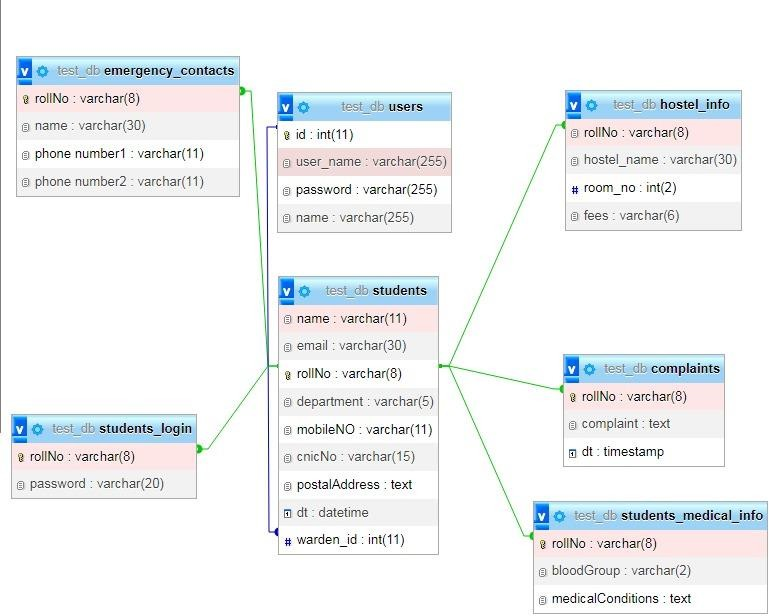 test_db emergency_contacts
rollNo : varchar(8)
name : varchar(30)
phone number1 : varchar(11)
phone number2 : varchar(11)
v test_db users
id : int(11)
user_name : varchar(255)
password : varchar(255)
name : varchar(255)
v test_db hostel_info
rollNo : varchar(8)
hostel_name : varchar(30)
# room_no : int(2)
fees : varchar(6)
v test_db students
name : varchar(11)
email : varchar(30)
rollNo : varchar(8)
department : varchar(5)
mobileNO : varchar(11)
cnicNo : varchar(15)
postalAddress : text
dt : datetime
# warden_id : int(11)
v test_db complaints
rollNo : varchar(8)
complaint : text
dt : timestamp
v test_db students_login
rollNo : varchar(8)
password : varchar(20)
v test_db students_medical_info
rollNo : varchar(8)
bloodGroup : varchar(2)
medicalConditions : text